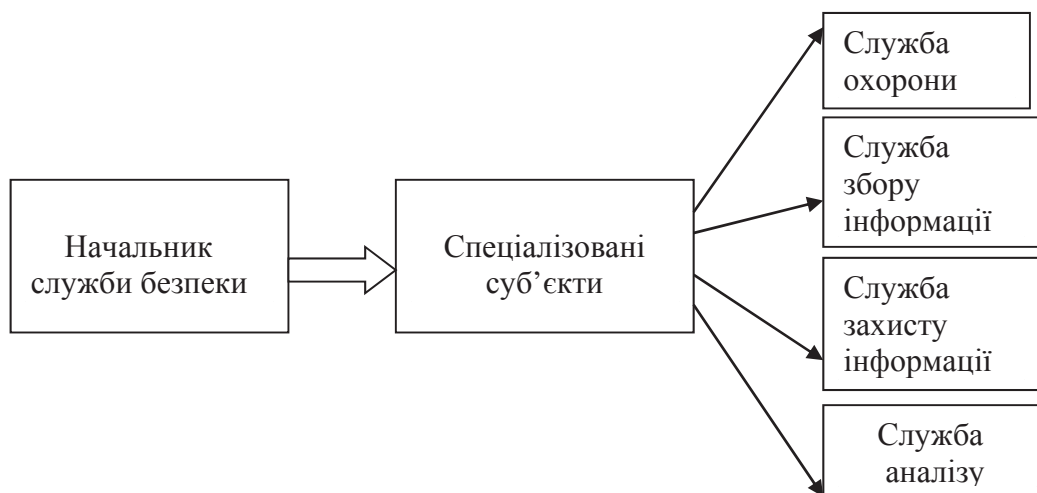 Начальник
служби безпеки
Спеціалізовані
суб’єкти
Служба
охорони
Служба
збору
інформації
Служба
захисту
інформації
Служба
аналізу